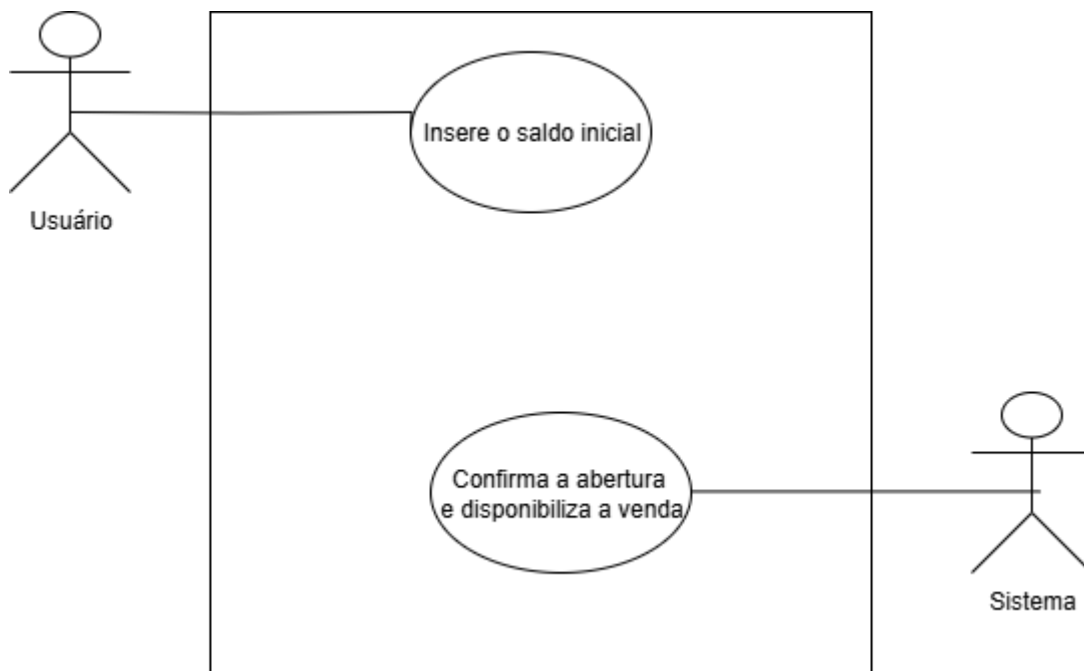 Insere o saldo inicial
Usuário
Confirma a abertura
e disponibiliza a venda
Sistema